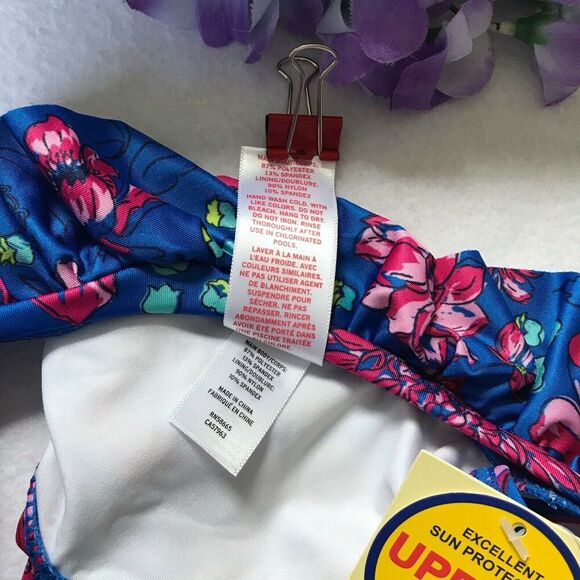 MAIN BODY/CORPS:
87% POLYESTER
13% SPANDEX
LINING/DOUBLURE:
90% NYLON
10% SPANDEX
HAND WASH COLD. WITH
LIKE COLORS. DO NOT
BLEACH. HANG TO DRY.
DO NOT IRON. RINSE
THOROUGHLY AFTER
USE IN CHLORINATED
POOLS.
LAVER À LA MAIN À
L'EAU FROIDE. AVEC
COULEURS SIMILAIRES.
NE PAS UTILISER AGENT
DE BLANCHIMENT
SUSPENDRE POUR
SÉCHER. NE PAS
REPASSER. RINCER
ABONDAMMENT APRÈS
AVOIR ÉTÉ PORTÉ DANS
UNE PISCINE TRAITÉE
CHLORE
MAIN BODY/CORPS:
87% POLYESTER
13% SPANDEX
LINING/DOUBLURE:
90% NYLON
10% SPANDEX
MADE IN CHINA
FABRIQUÉ EN CHINE
RN58665
CA57963
EXCELLENT
SUN PROTE
UPF